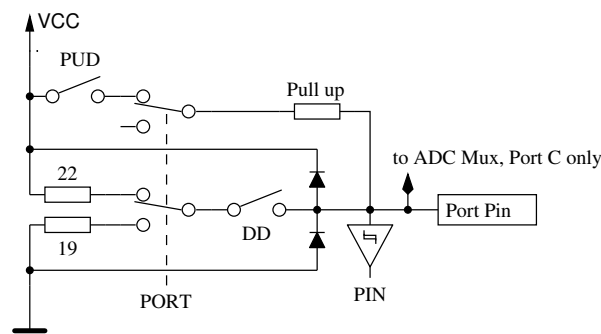 VCC
PUD
Pull up
to ADC Mux, Port C only
22
Port Pin
19
DD
PIN
PORT